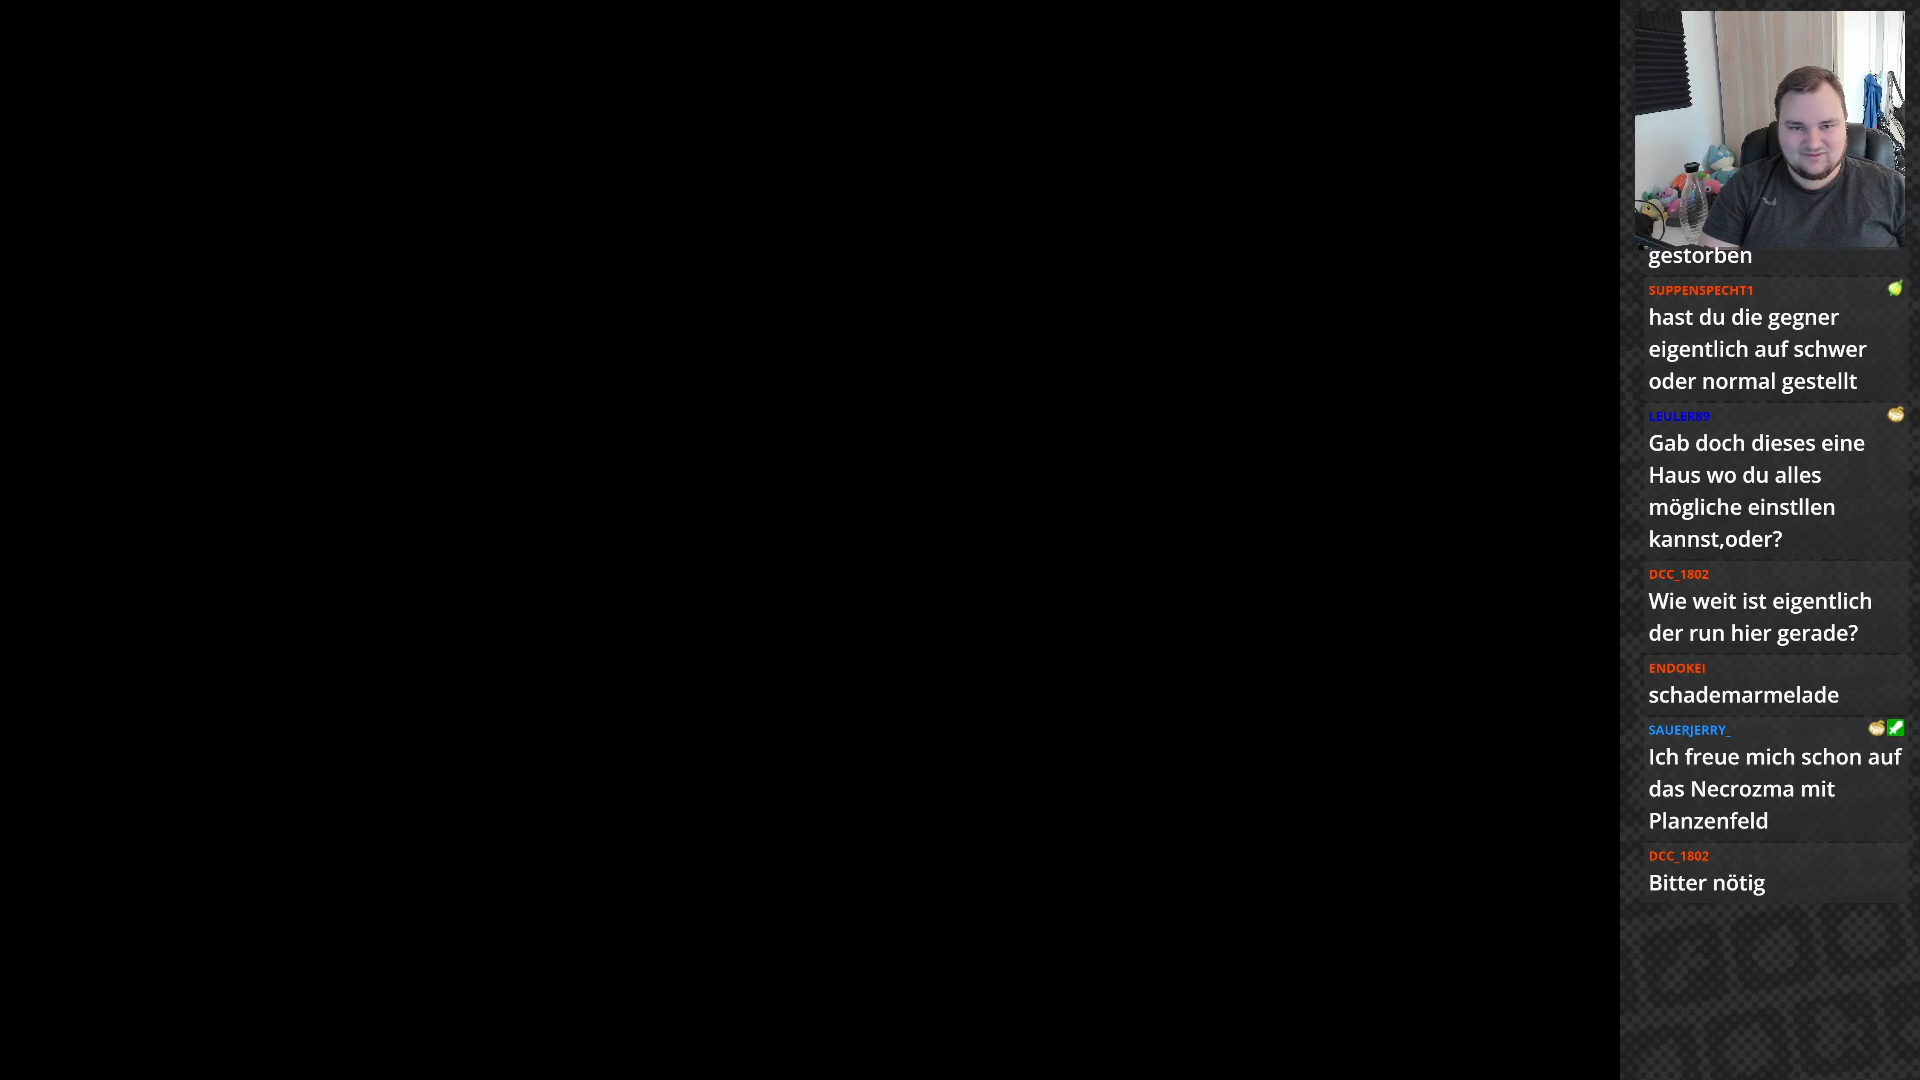 gestorben
SUPPENSPECHT1
hast du die gegner
eigentlich auf schwer
oder normal gestellt
LEULER89
Gab doch dieses eine
Haus wo du alles
mögliche einstllen
kannst,oder?
DCC_1802
Wie weit ist eigentlich
der run hier gerade?
ENDOKEI
schademarmelade
SAUERJERRY_
Ich freue mich schon auf
das Necrozma mit
Planzenfeld
DCC_1802
Bitter nötig